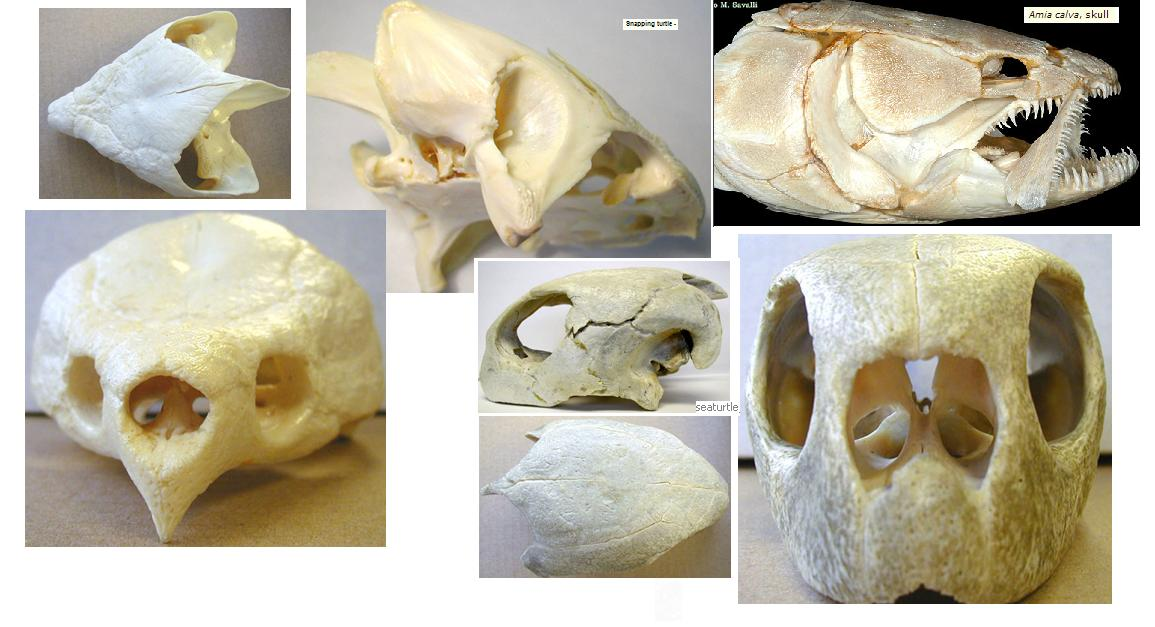 o M. Savalli
Snapping turtle -
Amia calva, skull
seaturtle